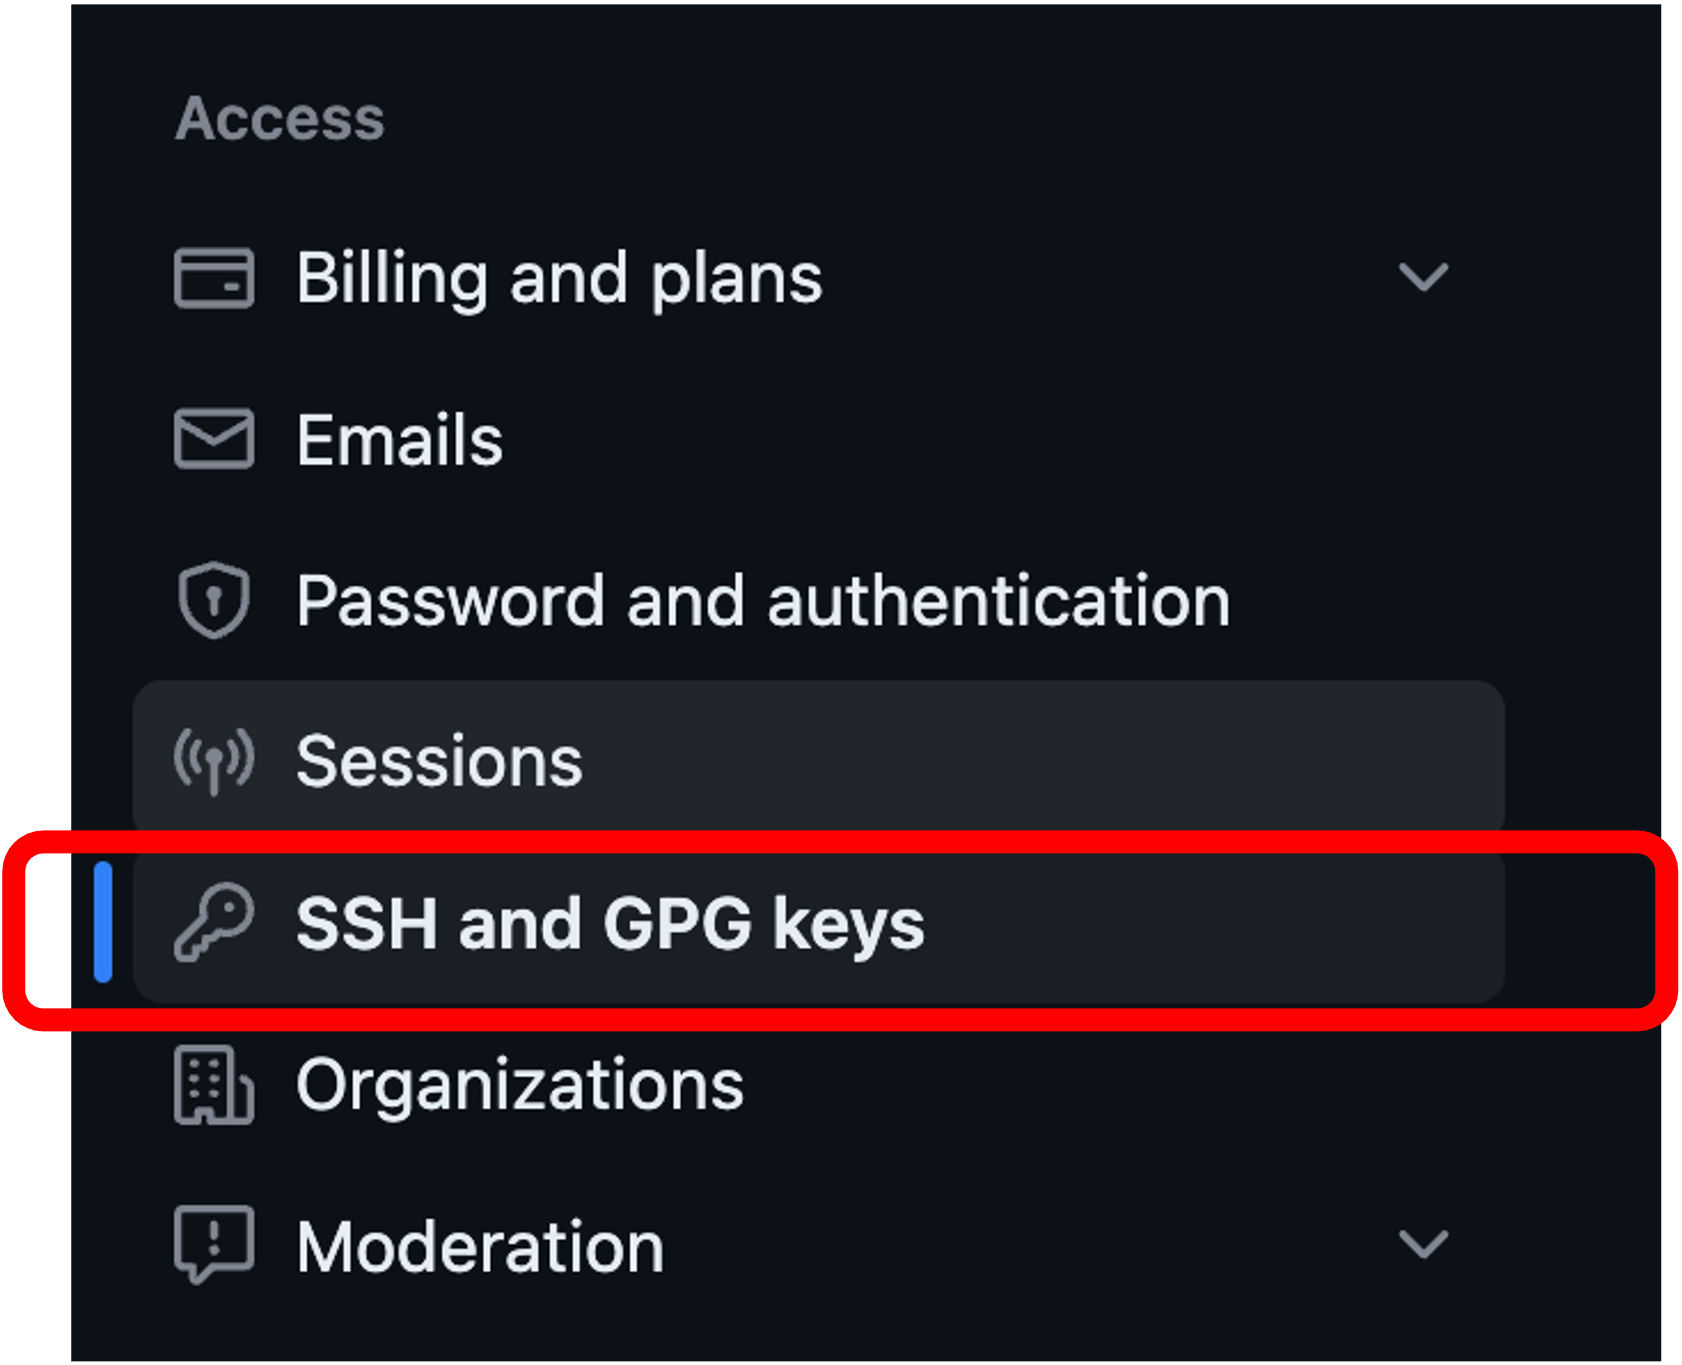 Access
Billing and plans
Emails
Password and authentication
Sessions
SSH and GPG keys
Organizations
Moderation